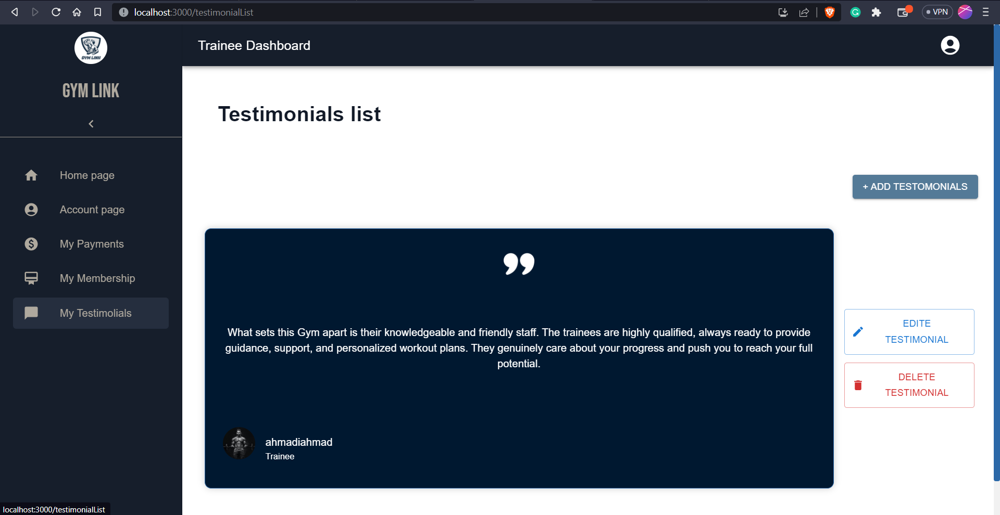 localhost:3000/testimonialList
VPN
GYM LINK
GYM LINK
Trainee Dashboard
Home page
Account page
My Payments
My Membership
My Testimolials
Testimonials list
+ ADD TESTOMONIALS
What sets this Gym apart is their knowledgeable and friendly staff. The trainees are highly qualified, always ready to provide
guidance, support, and personalized workout plans. They genuinely care about your progress and push you to reach your full
potential.
ahmadiahmad
Trainee
EDITE
TESTIMONIAL
DELETE
TESTIMONIAL
localhost:3000/testimonialList